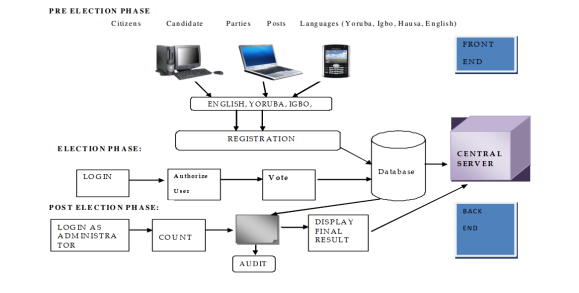 PRE ELECTION PHASE
Citizens Candidate Parties Posts Languages (Yoruba, Igbo, Hausa, English)
FRONT
END
ENGLISH, YORUBA, IGBO,
REGISTRATION
ELECTION PHASE:
LOGIN
Authorize
User
Vote
Database
CENTRAL
SERVER
POST ELECTION PHASE:
LOGIN AS
ADMINISTRA
TOR
COUNT
DISPLAY
FINAL
RESULT
AUDIT
BACK
END